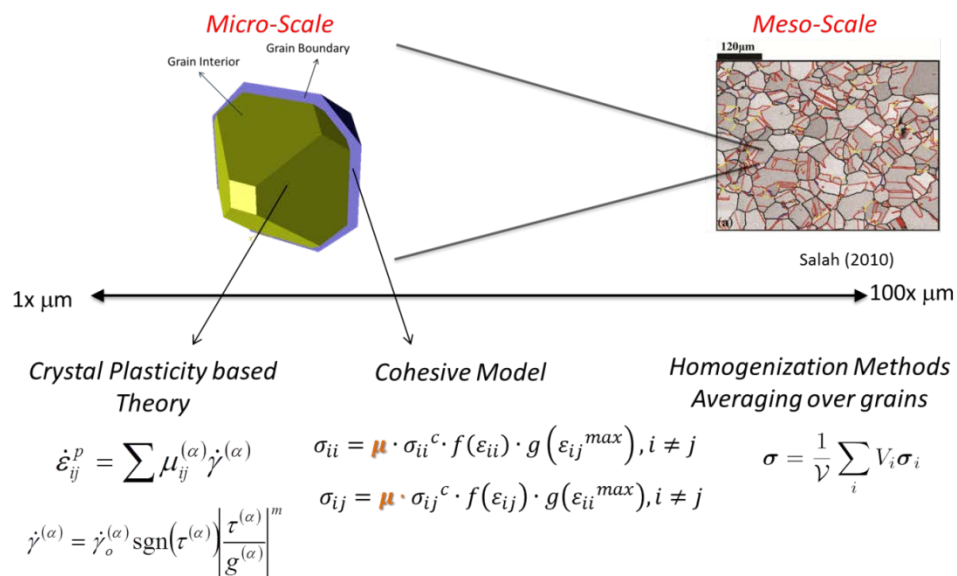 Micro-Scale
Meso-Scale
Grain Boundary
Grain Interior
120μm
(a)
Salah (2010)
1x μm
100x μm
Crystal Plasticity based
Theory
Cohesive Model
Homogenization Methods
Averaging over grains
ε̇ᵢⱼᵖ = ∑ μᵢⱼ^(α) γ̇^(α)
γ̇^(α) = γ̇ₒ^(α) sgn(τ^(α)) |τ^(α) / g^(α)|^m
σᵢᵢ = μ · σᵢᵢ^c · f(εᵢᵢ) · g(εᵢⱼ^max), i ≠ j
σᵢⱼ = μ · σᵢⱼ^c · f(εᵢⱼ) · g(εᵢᵢ^max), i ≠ j
σ = 1/𝒱 ∑ᵢ Vᵢσᵢ